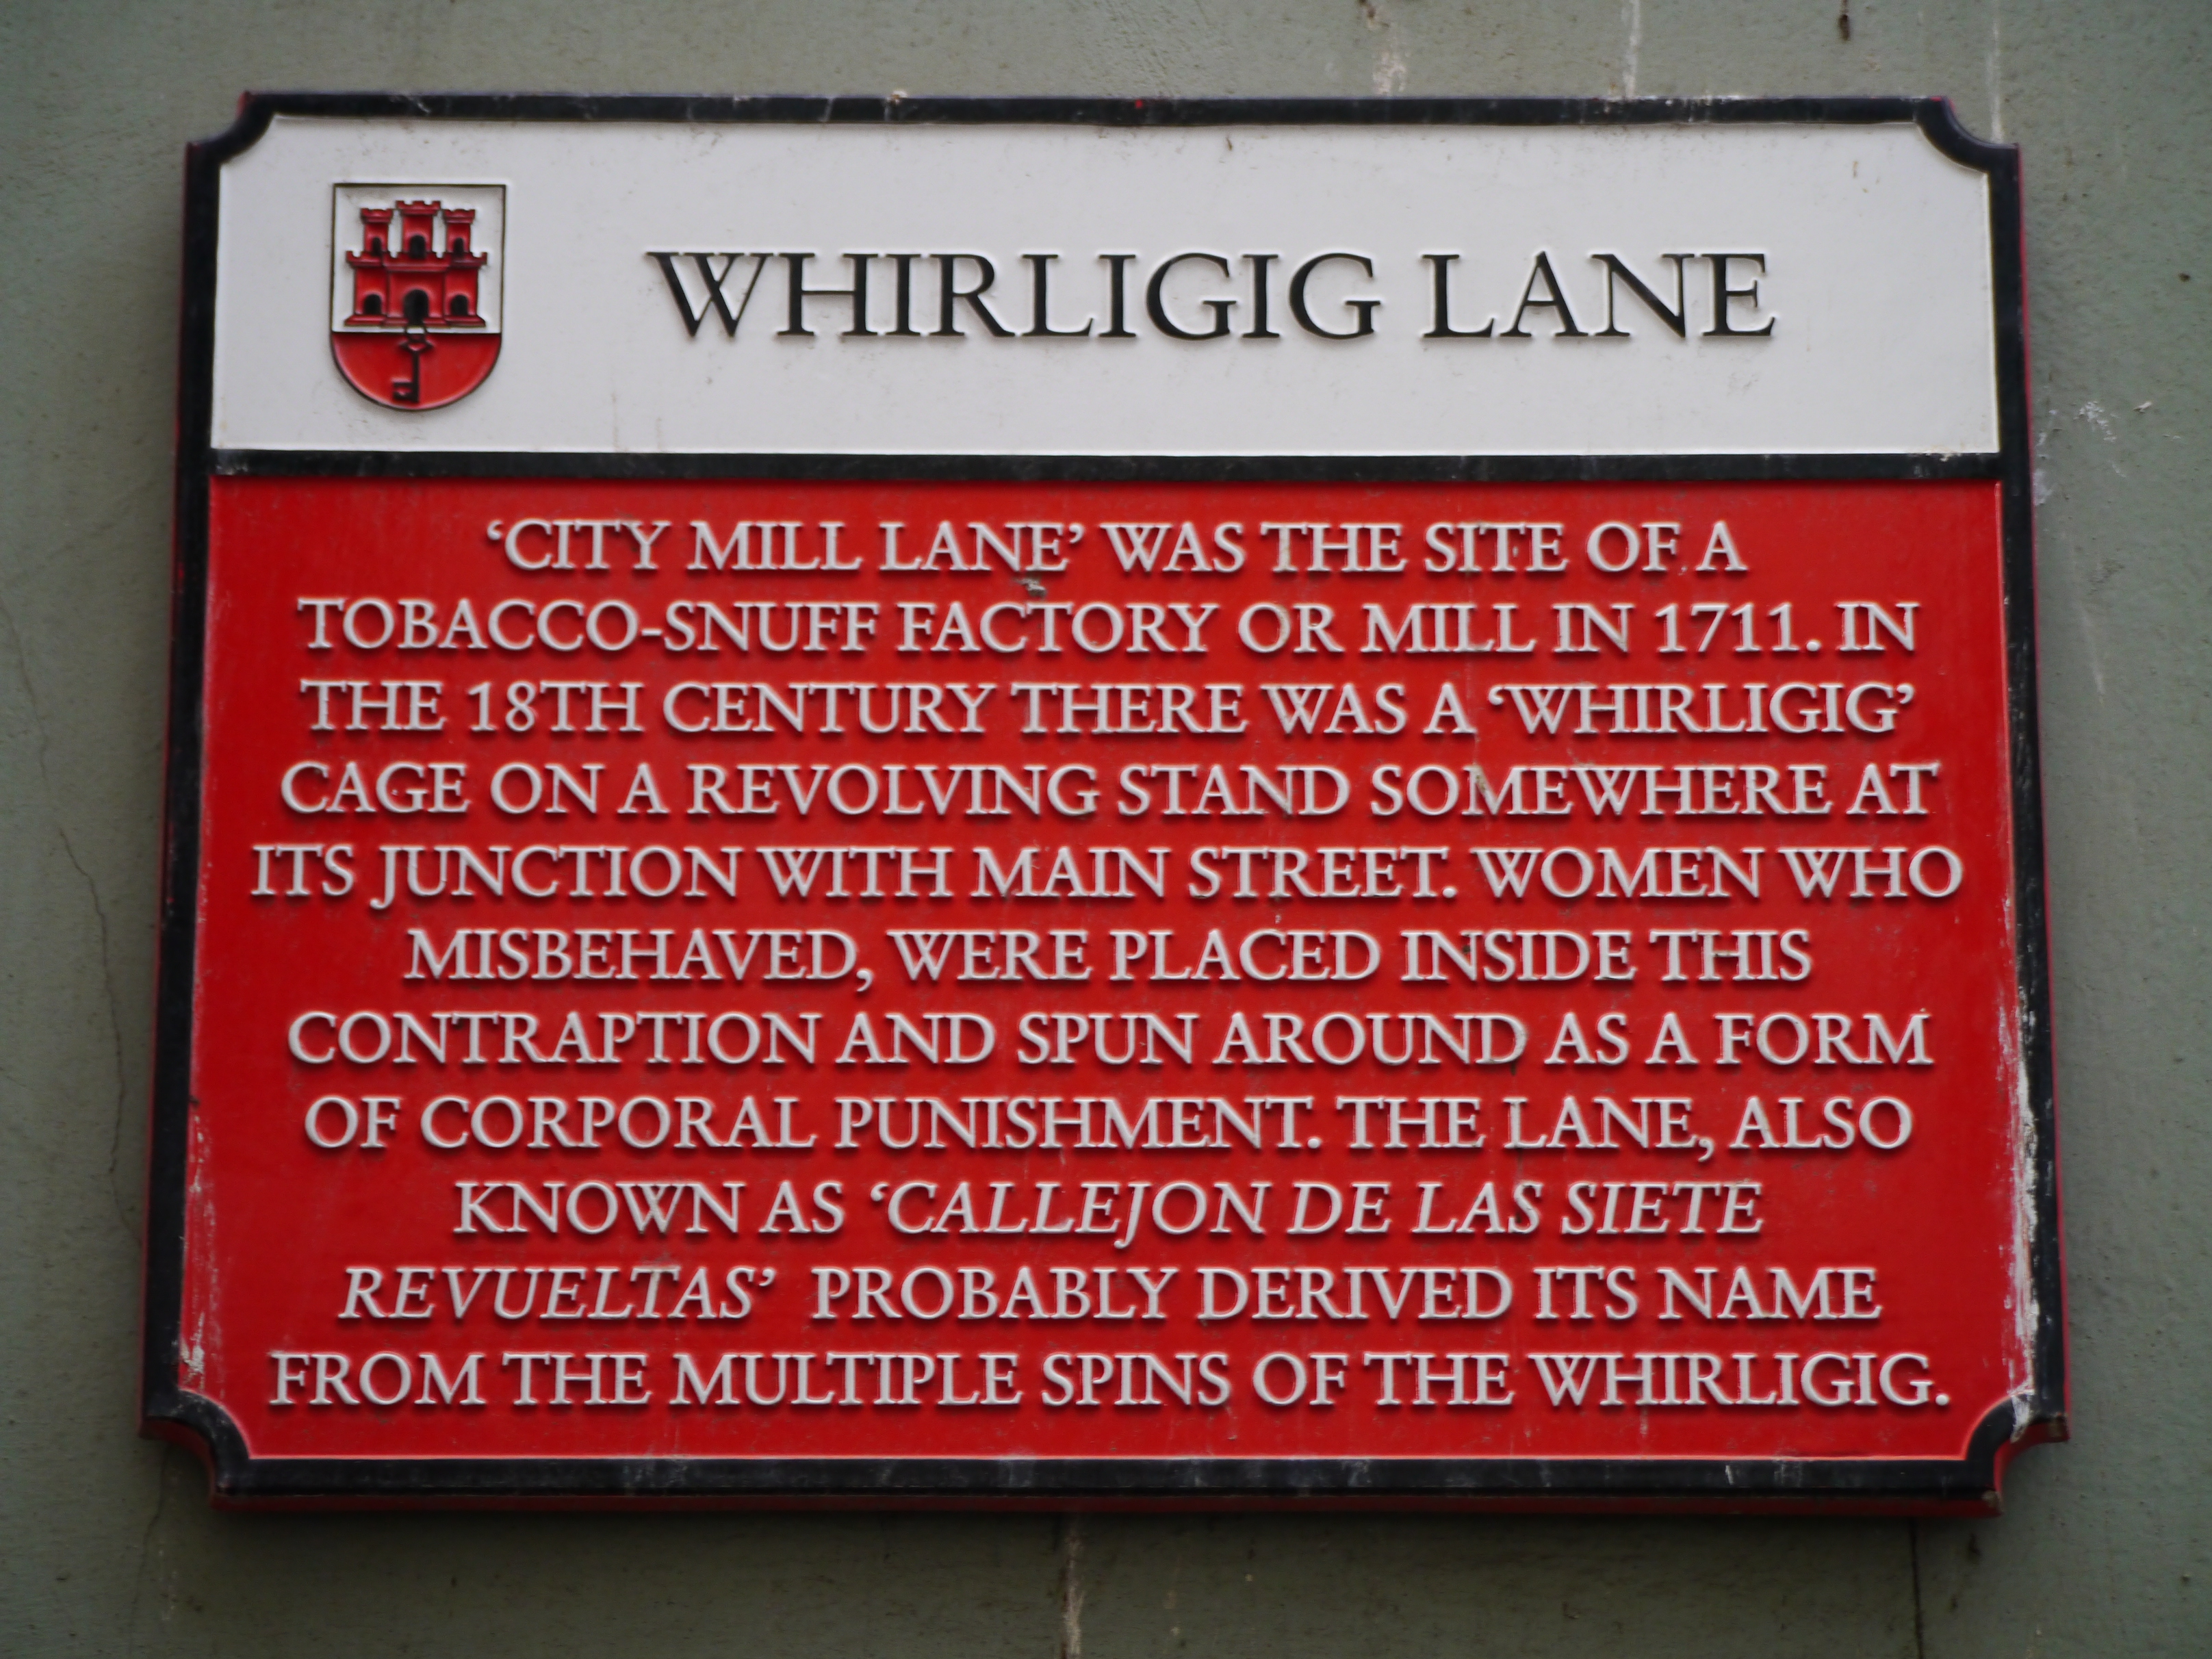 WHIRLIGIG LANE
‘CITY MILL LANE’ WAS THE SITE OF A
TOBACCO-SNUFF FACTORY OR MILL IN 1711. IN
THE 18TH CENTURY THERE WAS A ‘WHIRLIGIG’
CAGE ON A REVOLVING STAND SOMEWHERE AT
ITS JUNCTION WITH MAIN STREET. WOMEN WHO
MISBEHAVED, WERE PLACED INSIDE THIS
CONTRAPTION AND SPUN AROUND AS A FORM
OF CORPORAL PUNISHMENT. THE LANE, ALSO
KNOWN AS ‘CALLEJON DE LAS SIETE
REVUELTAS’ PROBABLY DERIVED ITS NAME
FROM THE MULTIPLE SPINS OF THE WHIRLIGIG.